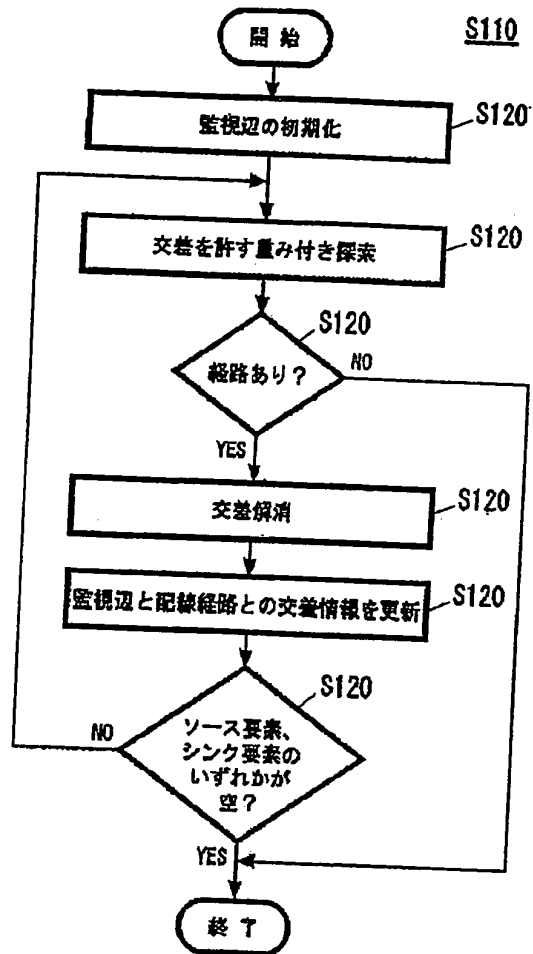 開 始
S110
監視辺の初期化
S120
交差を許す重み付き探索
S120
経路あり?
S120
NO
YES
交差解消
S120
監視辺と配線経路との交差情報を更新
S120
ソース要素、
シンク要素の
いずれかが
空?
S120
NO
YES
終 了